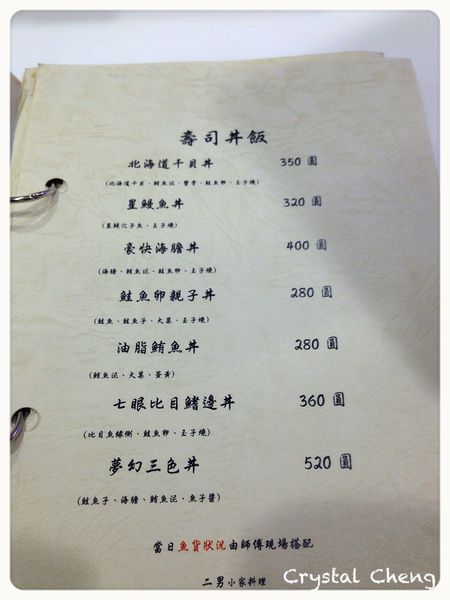 壽司丼飯
北海道干貝丼 350 圓
(北海道干貝、鮪魚泥、蟹膏、鮭魚卵、玉子燒)
星鰻魚丼 320 圓
(星鰻穴子魚、玉子燒)
豪快海膽丼 400 圓
(海膽、鮪魚泥、鮭魚卵、玉子燒)
鮭魚卵親子丼 280 圓
(鮭魚、鮭魚子、大葉、玉子燒)
油脂鮪魚丼 280 圓
(鮪魚泥、大葉、蛋黃)
七眼比目鰭邊丼 360 圓
(比目魚緣側、鮭魚卵、玉子燒)
夢幻三色丼 520 圓
(鮭魚子、海膽、鮪魚泥、魚子醬)
當日魚貨狀況由師傅現場搭配
二男小家料理
Crystal Cheng